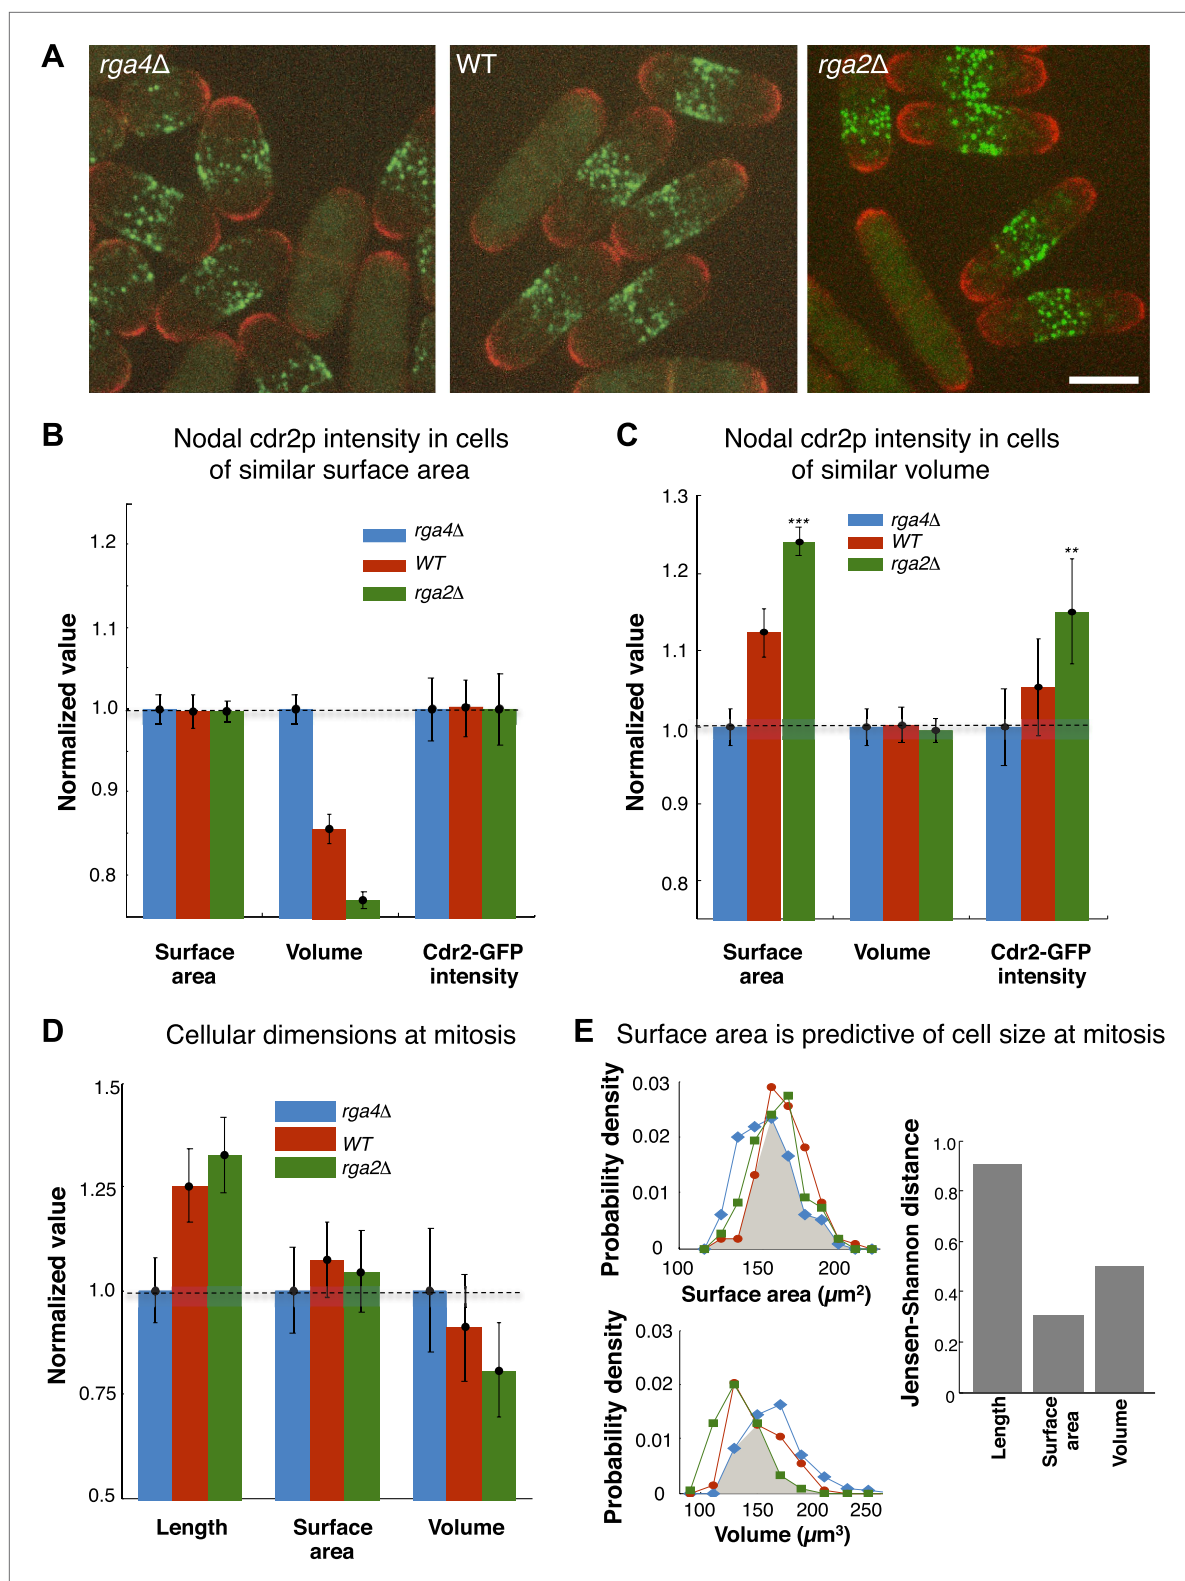 A
rga4Δ
WT
rga2Δ
B
Nodal cdr2p intensity in cells
of similar surface area
Normalized value
1.2
1.1
1.0
0.9
0.8
rga4Δ
WT
rga2Δ
Surface
area
Volume
Cdr2-GFP
intensity
C
Nodal cdr2p intensity in cells
of similar volume
Normalized value
1.3
1.2
1.1
1.0
0.9
0.8
rga4Δ
WT
rga2Δ
***
**
Surface
area
Volume
Cdr2-GFP
intensity
D
Cellular dimensions at mitosis
Normalized value
1.5
1.25
1.0
0.75
0.5
rga4Δ
WT
rga2Δ
Length
Surface
area
Volume
E
Surface area is predictive of cell size at mitosis
Probability density
0.03
0.02
0.01
0
100 150 200
Surface area (µm²)
Probability density
0.03
0.02
0.01
0
100 150 200 250
Volume (µm³)
Jensen-Shannon distance
1.0
0.8
0.6
0.4
0.2
0
Length
Surface
area
Volume